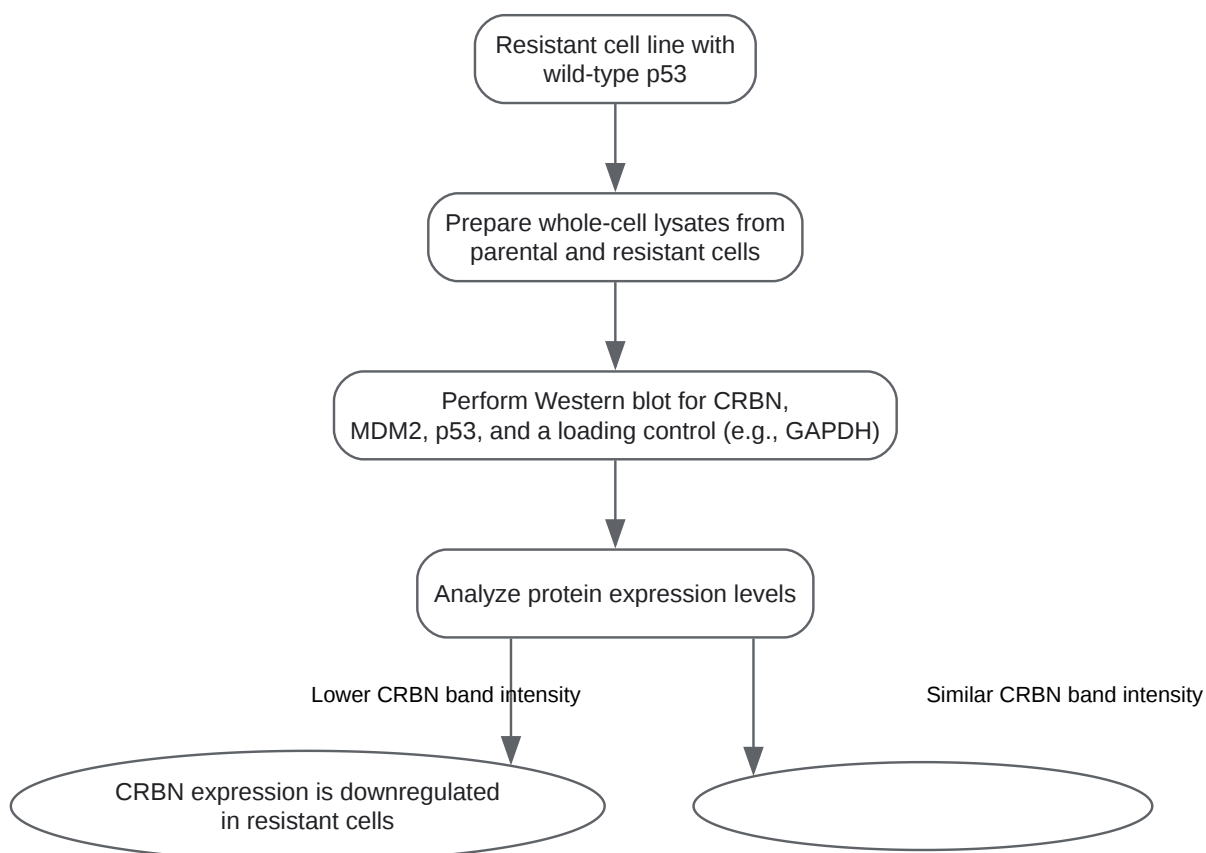 Resistant cell line with
wild-type p53
Prepare whole-cell lysates from
parental and resistant cells
Perform Western blot for CRBN,
MDM2, p53, and a loading control (e.g., GAPDH)
Analyze protein expression levels
Lower CRBN band intensity
Similar CRBN band intensity
CRBN expression is downregulated
in resistant cells